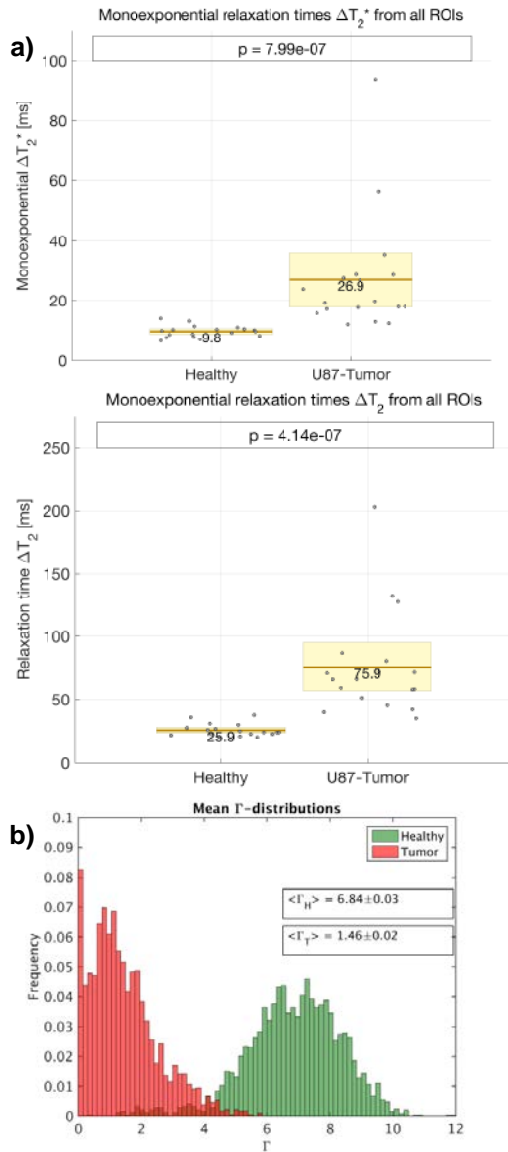 a)
Monoexponential relaxation times ΔT₂* from all ROIs
p = 7.99e-07
Monoexponential ΔT₂* [ms]
100
80
60
40
20
0
26.9
9.8
Healthy
U87-Tumor
Monoexponential relaxation times ΔT₂ from all ROIs
p = 4.14e-07
Relaxation time ΔT₂ [ms]
250
200
150
100
50
0
75.9
25.9
Healthy
U87-Tumor
b)
Mean Γ-distributions
Healthy
Tumor
<Γ_H> = 6.84±0.03
<Γ_T> = 1.46±0.02
Frequency
0.1
0.09
0.08
0.07
0.06
0.05
0.04
0.03
0.02
0.01
0
0 2 4 6 8 10 12
Γ